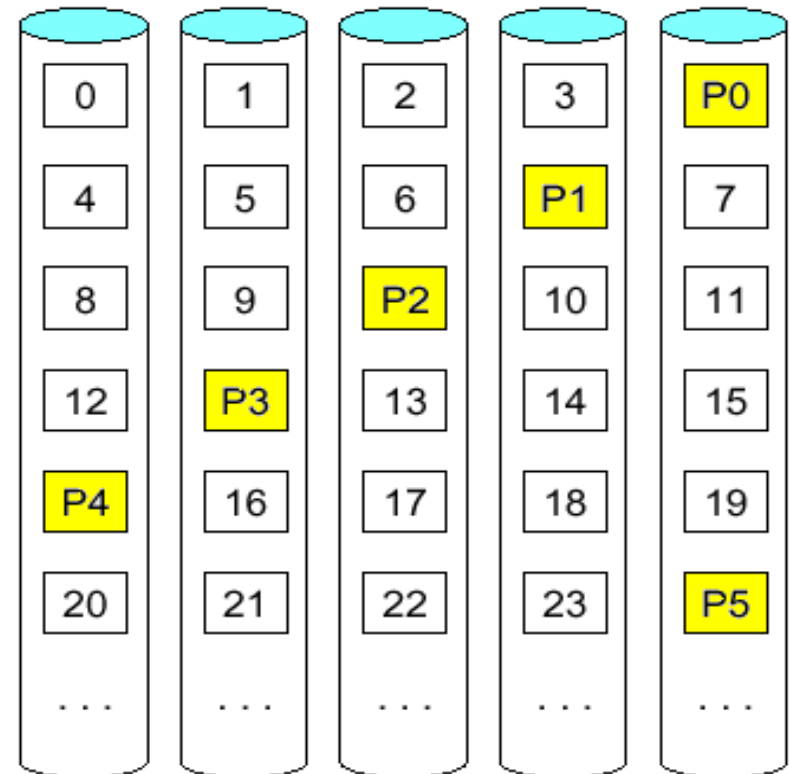 0 1 2 3 P0
4 5 6 P1 7
8 9 P2 10 11
12 P3 13 14 15
P4 16 17 18 19
20 21 22 23 P5
. . . . . . . . . . . . . . .